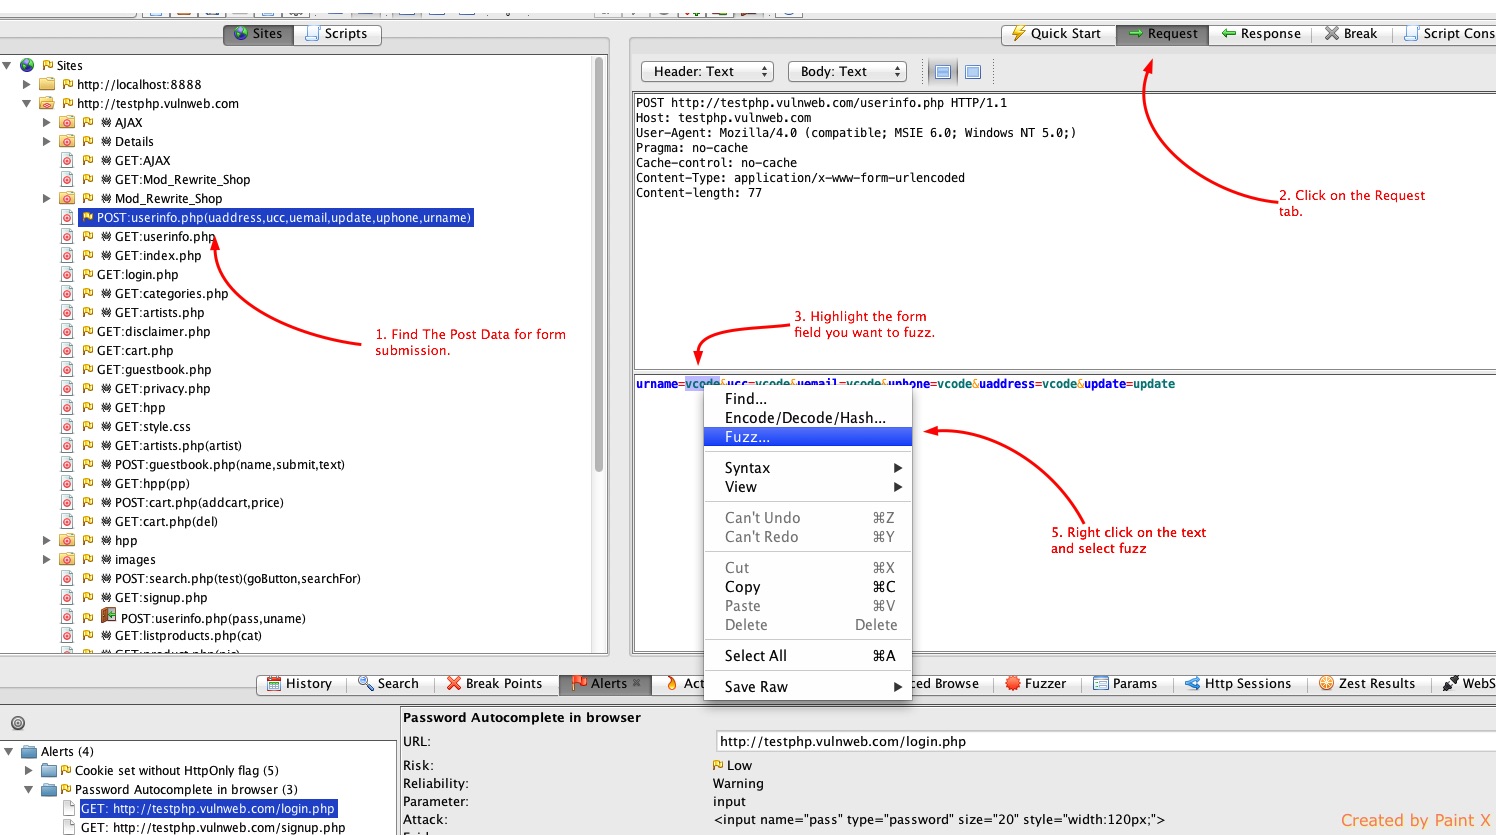 Sites
Scripts
Quick Start
Request
Response
Break
Script Cons
Sites
http://localhost:8888
http://testphp.vulnweb.com
AJAX
Details
GET:AJAX
GET:Mod_Rewrite_Shop
Mod_Rewrite_Shop
POST:userinfo.php(uaddress,ucc,uemail,update,uphone,urname)
GET:userinfo.php
GET:index.php
GET:login.php
GET:categories.php
GET:artists.php
GET:disclaimer.php
GET:cart.php
GET:guestbook.php
GET:privacy.php
GET:hpp
GET:style.css
GET:artists.php(artist)
POST:guestbook.php(name,submit,text)
GET:hpp(pp)
POST:cart.php(addcart,price)
GET:cart.php(del)
hpp
images
POST:search.php(test)(goButton,searchFor)
GET:signup.php
POST:userinfo.php(pass,uname)
GET:listproducts.php(cat)
GET:product.php(pic)
1. Find The Post Data for form
submission.
Header: Text
Body: Text
POST http://testphp.vulnweb.com/userinfo.php HTTP/1.1
Host: testphp.vulnweb.com
User-Agent: Mozilla/4.0 (compatible; MSIE 6.0; Windows NT 5.0;)
Pragma: no-cache
Cache-control: no-cache
Content-Type: application/x-www-form-urlencoded
Content-length: 77
2. Click on the Request
tab.
3. Highlight the form
field you want to fuzz.
urname=vcode&ucc=vcode&uemail=vcode&uphone=vcode&uaddress=vcode&update=update
Find...
Encode/Decode/Hash...
Fuzz...
Syntax
View
Can't Undo ⌘Z
Can't Redo ⌘Y
Cut ⌘X
Copy ⌘C
Paste ⌘V
Delete Delete
Select All ⌘A
Save Raw
5. Right click on the text
and select fuzz
History
Search
Break Points
Alerts
Act
ced Browse
Fuzzer
Params
Http Sessions
Zest Results
WebS
Alerts (4)
Cookie set without HttpOnly flag (5)
Password Autocomplete in browser (3)
GET: http://testphp.vulnweb.com/login.php
GET: http://testphp.vulnweb.com/signup.php
Password Autocomplete in browser
URL: http://testphp.vulnweb.com/login.php
Risk: Low
Reliability: Warning
Parameter: input
Attack: <input name="pass" type="password" size="20" style="width:120px;">
Created by Paint X